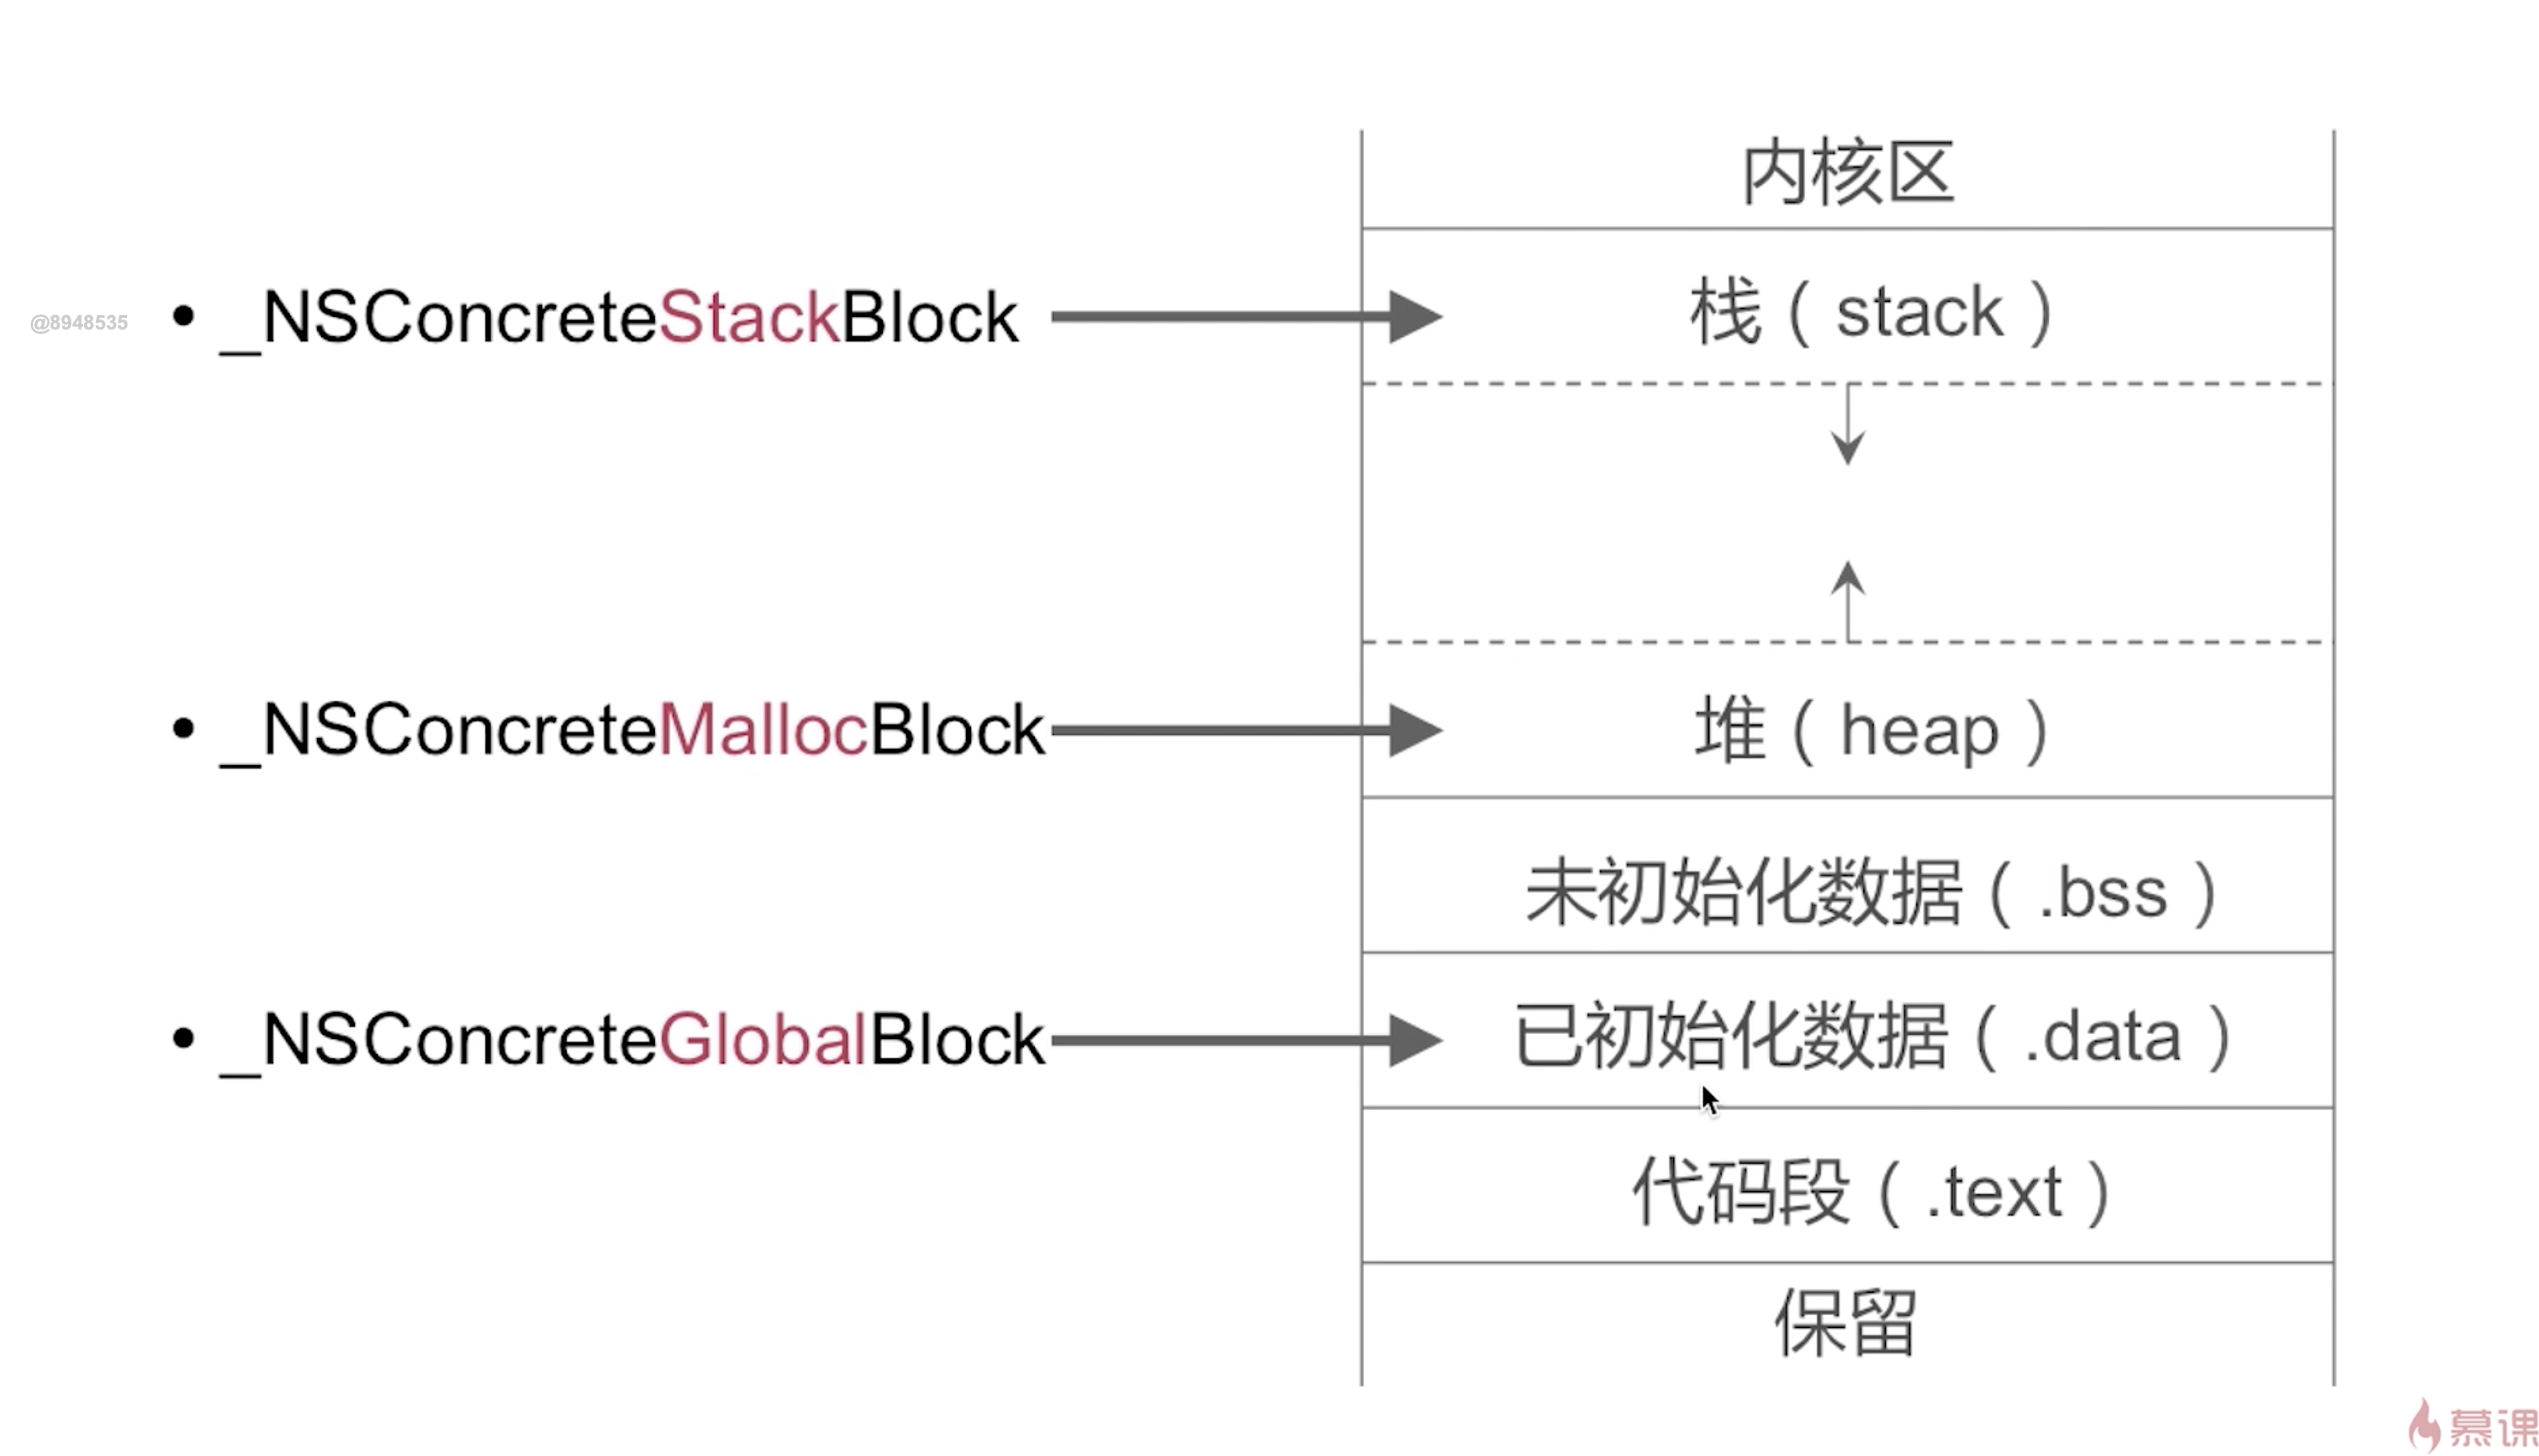 内核区
• _NSConcreteStackBlock
栈（stack）
@8948535
• _NSConcreteMallocBlock
堆（heap）
未初始化数据（.bss）
• _NSConcreteGlobalBlock
已初始化数据（.data）
代码段（.text）
保留
慕课